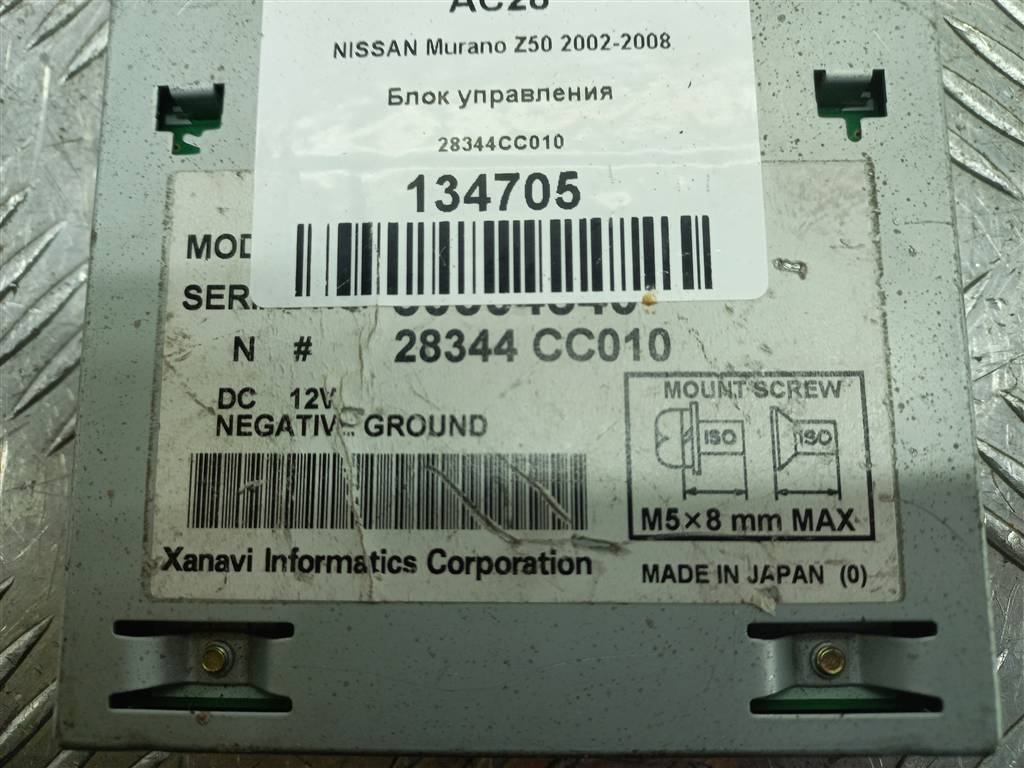 NISSAN Murano Z50 2002-2008
Блок управления
28344CC010
134705
N # 28344 CC010
DC 12V
NEGATIVE GROUND
MOUNT SCREW
ISO ISO
M5×8 mm MAX
Xanavi Informatics Corporation
MADE IN JAPAN (0)